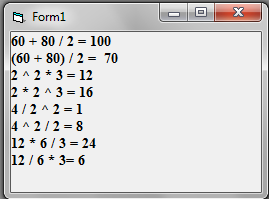 Form1
60 + 80 / 2 = 100
(60 + 80) / 2 =  70
2 ^ 2 * 3 = 12
2 * 2 ^ 3 = 16
4 / 2 ^ 2 = 1
4 ^ 2 / 2 = 8
12 * 6 / 3 = 24
12 / 6 * 3= 6